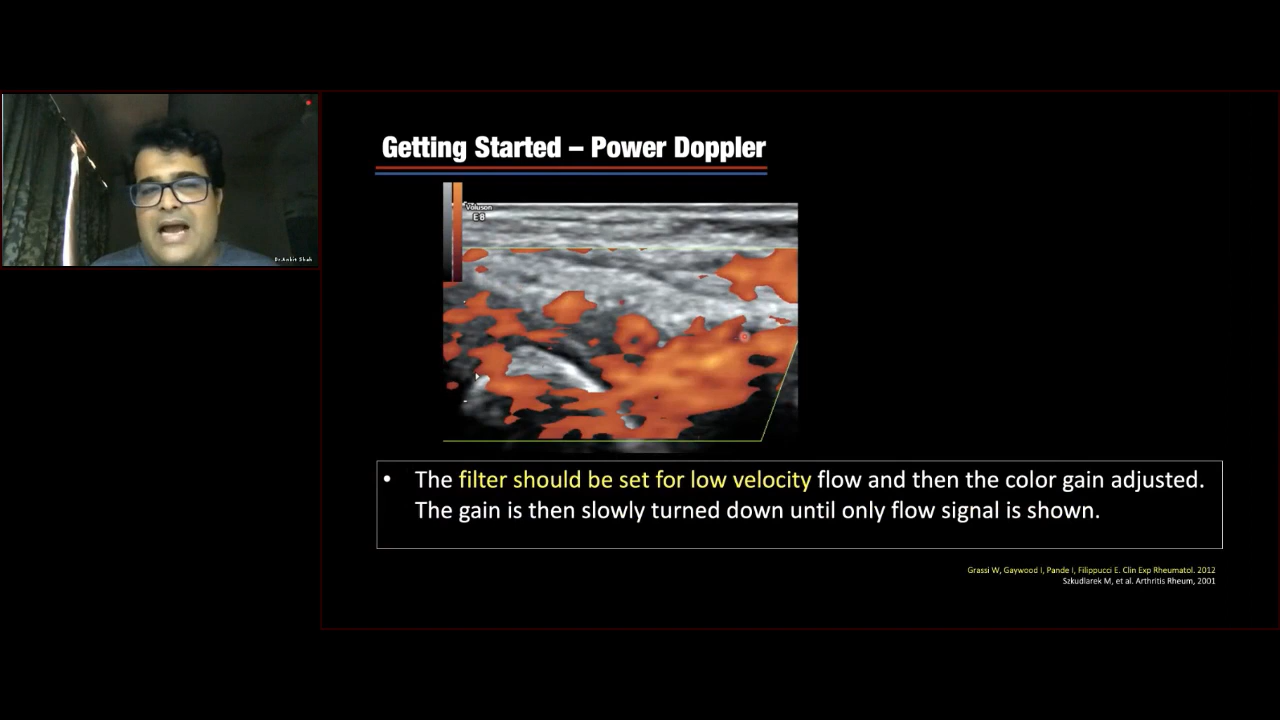 Getting Started – Power Doppler
Voluson
E8
Dr.Ankit Shah
• The filter should be set for low velocity flow and then the color gain adjusted.
The gain is then slowly turned down until only flow signal is shown.
Grassi W, Gaywood I, Pande I, Filippucci E. Clin Exp Rheumatol. 2012
Szkudlarek M, et al. Arthritis Rheum, 2001